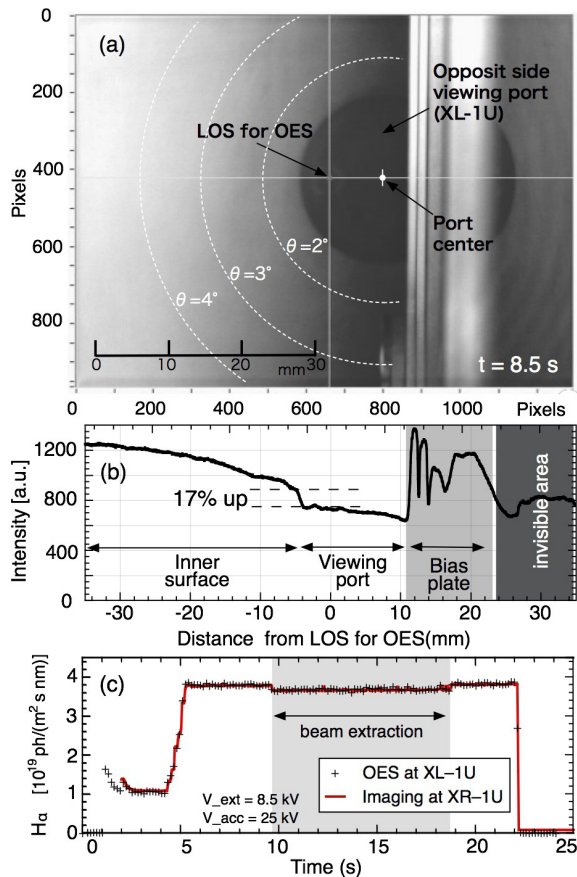 (a)
Opposit side
viewing port
(XL-1U)
LOS for OES
Port
center
θ=2°
θ=3°
θ=4°
0 10 20 30
mm
t = 8.5 s
Pixels
0
200
400
600
800
0 200 400 600 800 1000 Pixels
(b)
Intensity [a.u.]
1200
800
400
0
17% up
Inner
surface
Viewing
port
Bias
plate
invisible area
-30 -20 -10 0 10 20 30
Distance from LOS for OES(mm)
(c)
Hα [10¹⁹ ph/(m² s nm)]
4
3
2
1
0
beam extraction
V_ext = 8.5 kV
V_acc = 25 kV
+ OES at XL–1U
Imaging at XR–1U
0 5 10 15 20 25
Time (s)